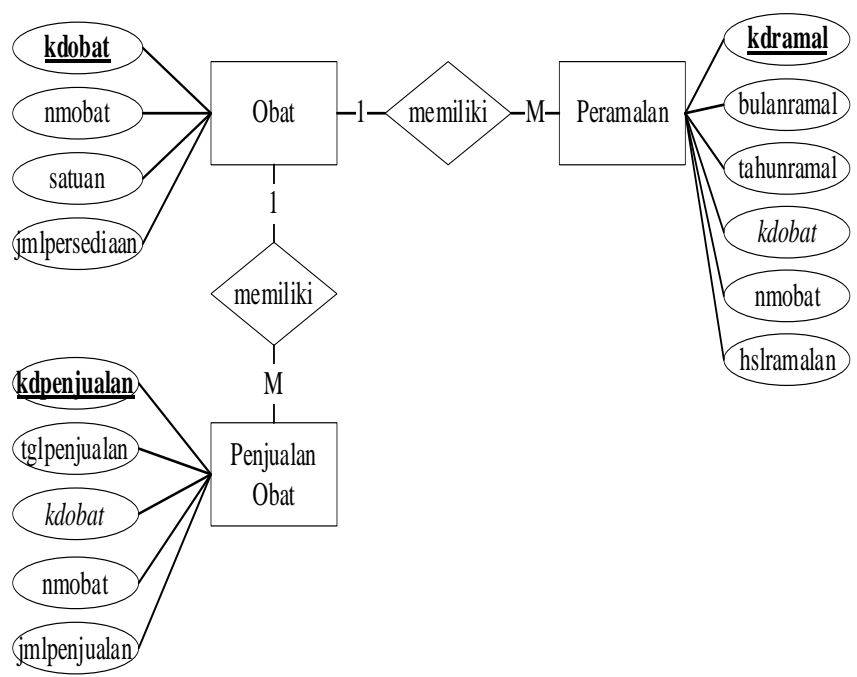 kdobat
nmobat
satuan
jmlpersediaan
Obat
1
memiliki
M
Peramalan
kdramal
bulanramal
tahunramal
kdobat
nmobat
hslramalan
1
memiliki
M
kdpenjualan
tglpenjualan
kdobat
nmobat
jmlpenjualan
Penjualan
Obat